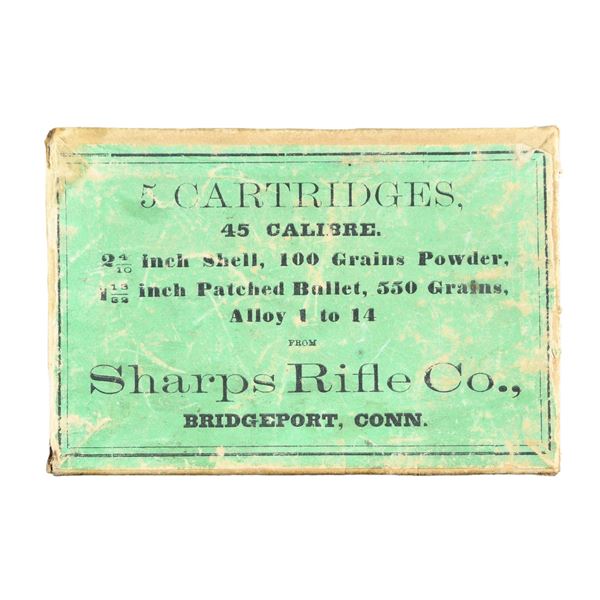 5 CARTRIDGES,
45 CALIBRE.
2 4/10 inch Shell, 100 Grains Powder,
1 13/32 inch Patched Bullet, 550 Grains,
Alloy 1 to 14
FROM
Sharps Rifle Co.,
BRIDGEPORT, CONN.